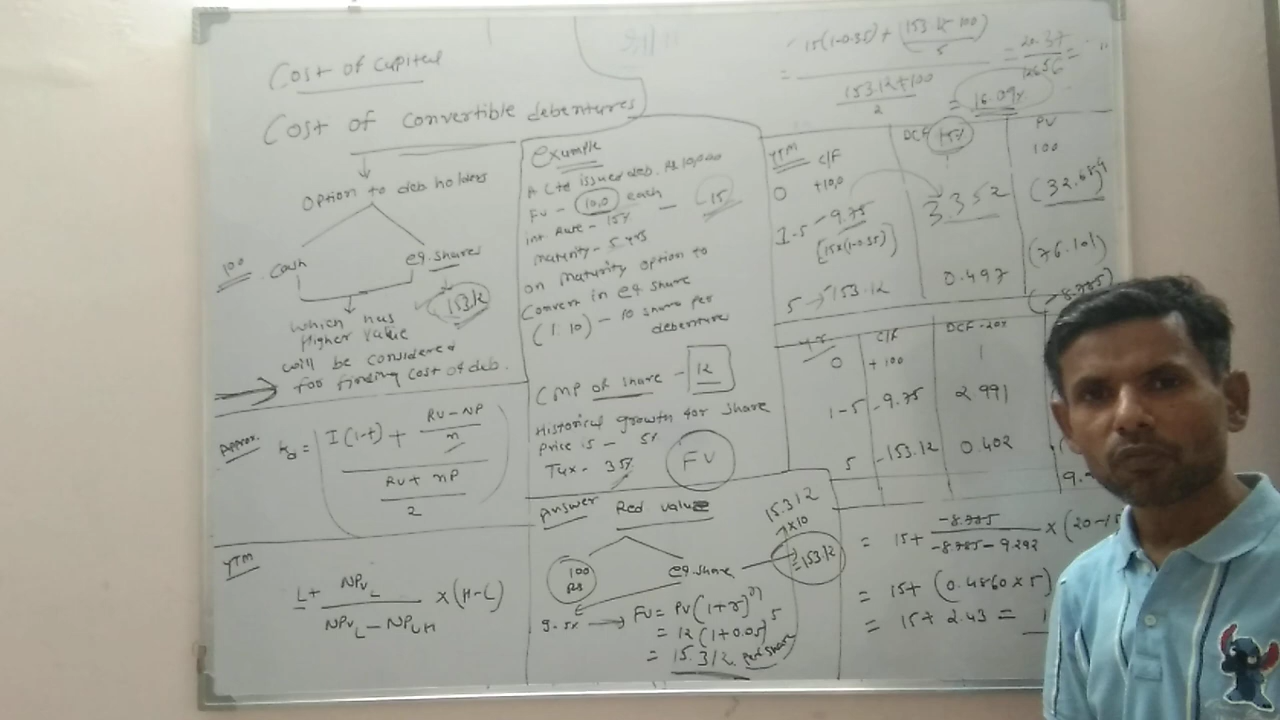 Cost of Capital
Cost of Convertible debentures
Option to deb holders
100 Cash
eq. shares
153.12
which has
Higher value
will be considered
for finding cost of deb.
Approx. Kd = I(1-t) + RV-NP
n
RV + NP
2
YTM
L + NPVL
NPVL - NPVH
× (H-L)
Example
A Ltd issued deb. Rs 10,000
FV - 100 each
int Rate - 15% - 15
maturity - 5 yrs
on maturity option to
Convert in eq share
(1:10) - 10 share per
debenture
CMP of share - 12
Historical growth for share
Price is - 5%
Tax - 35%
FV
Answer Red value
100
Rs
eq. share
15.312
×10
=153.12
FV = PV(1+r)^n
= 12(1+0.05)^5
= 15.312 per share
15(1-0.35) + (153.12-100)
5
=
153.12+100
2
= 20.37
126.56
=
= 16.09%
YTM C/F DCF 15% PV
0 +100 100
1-5 -9.75 3.352 (32.684)
[15×(1-0.35)]
5 → -153.12 0.497 (76.101)
(-8.785)
C/F DCF-20%
0 +100 1
1-5 -9.75 2.991
5 -153.12 0.402
= 15 + -8.785
-8.785-9.292
× (20-15
= 15 + (0.4860×5)
= 15 + 2.43 =